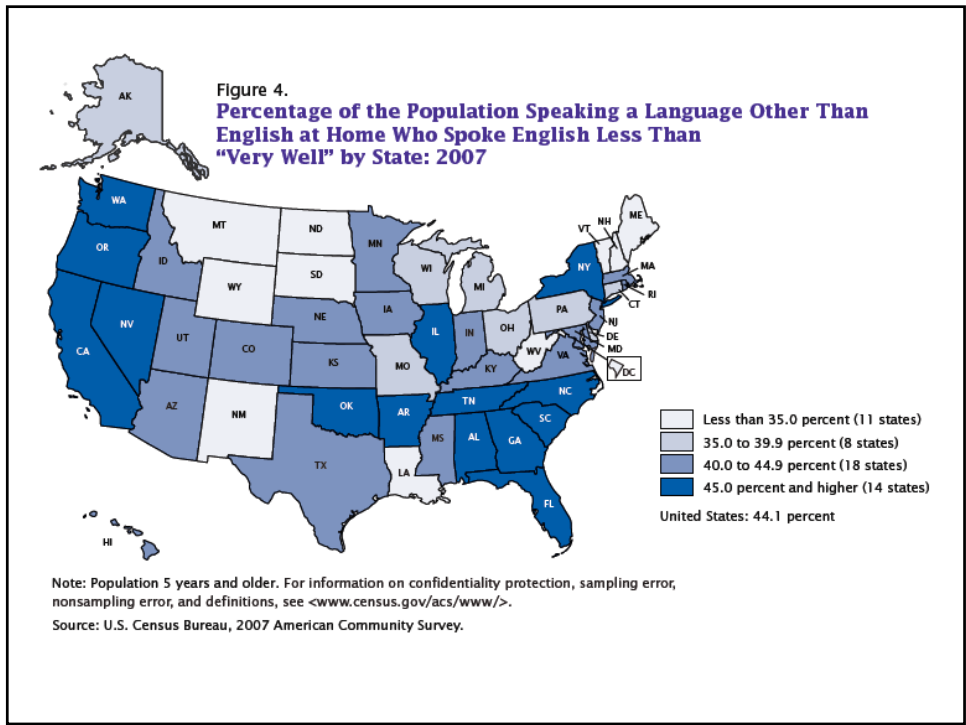 Figure 4.
Percentage of the Population Speaking a Language Other Than
English at Home Who Spoke English Less Than
“Very Well” by State: 2007
AK
WA
MT
ND
MN
VT
NH
ME
OR
ID
SD
WI
MI
NY
MA
WY
RI
CT
IA
PA
NE
NV
UT
IL
IN
OH
NJ
DE
CA
CO
WV
VA
MD
KS
MO
KY
DC
AZ
NM
OK
AR
TN
NC
SC
MS
AL
GA
TX
LA
FL
HI
Less than 35.0 percent (11 states)
35.0 to 39.9 percent (8 states)
40.0 to 44.9 percent (18 states)
45.0 percent and higher (14 states)
United States: 44.1 percent
Note: Population 5 years and older. For information on confidentiality protection, sampling error,
nonsampling error, and definitions, see <www.census.gov/acs/www/>.
Source: U.S. Census Bureau, 2007 American Community Survey.